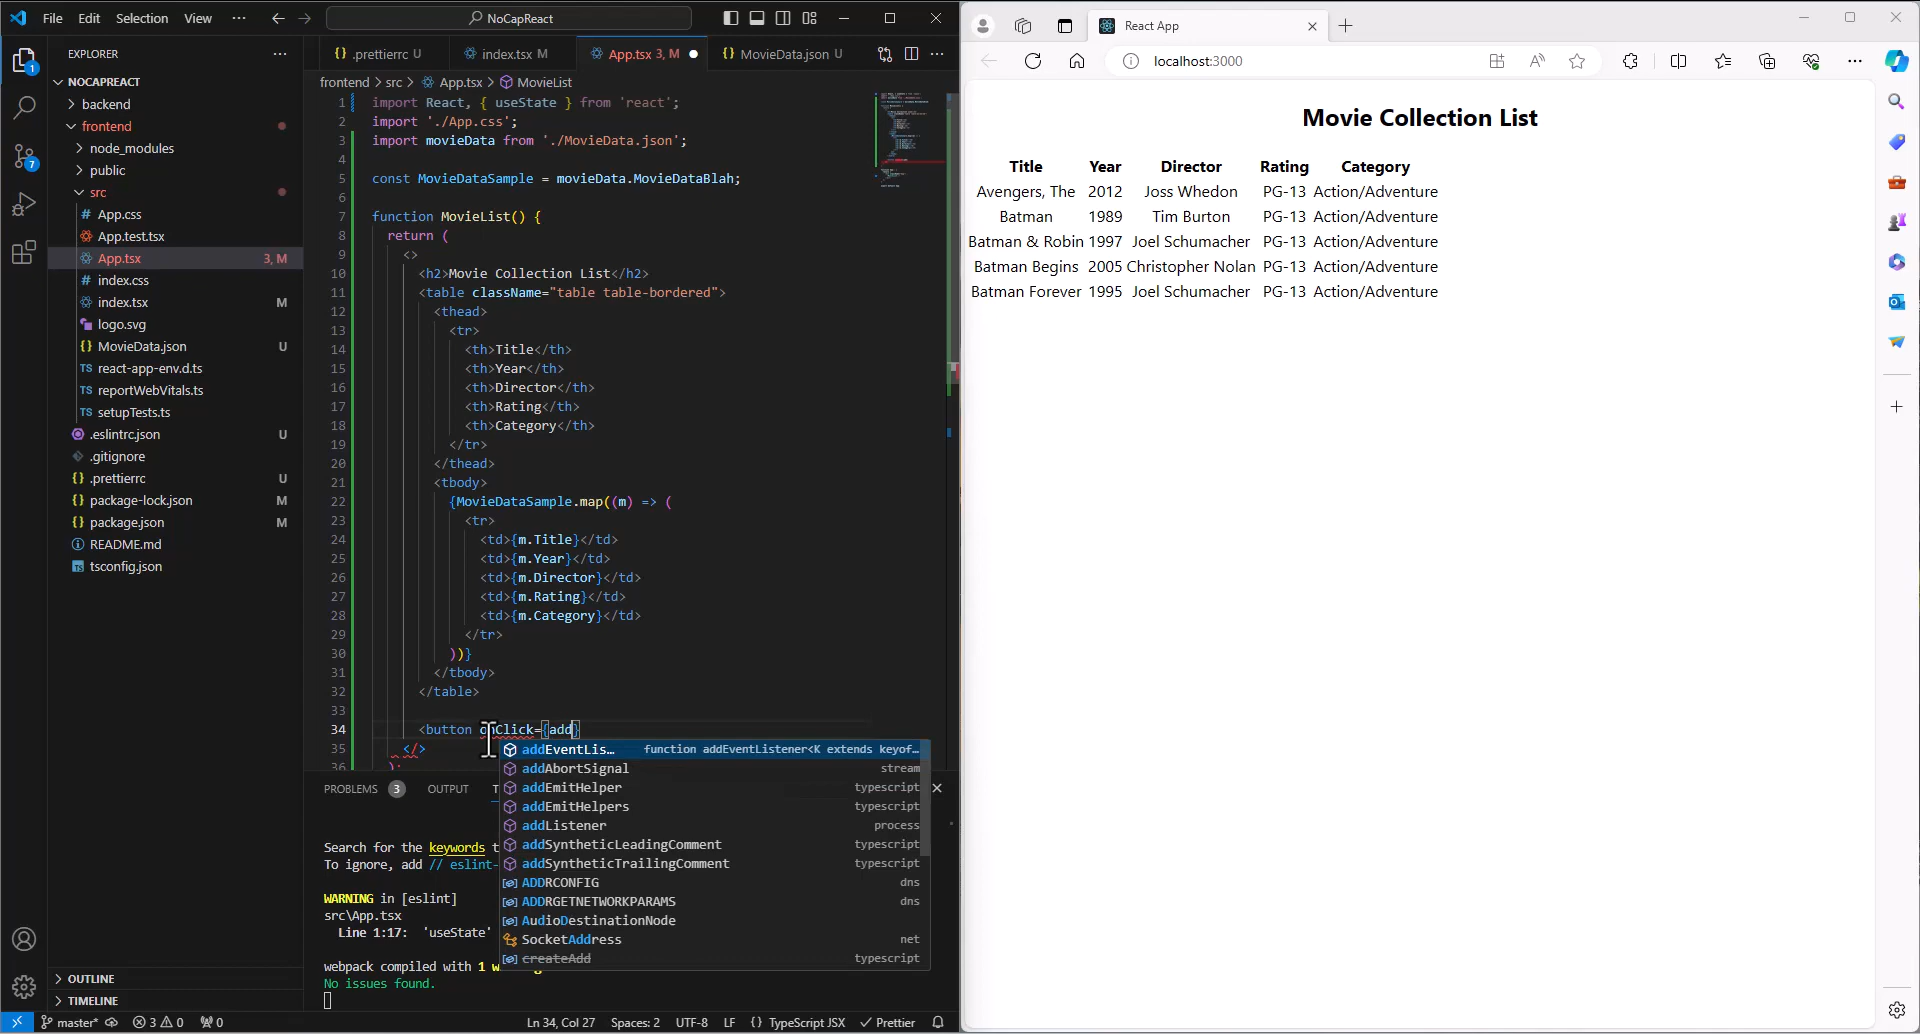 File Edit Selection View ··· NoCapReact
EXPLORER
NOCAPREACT
backend
frontend
node_modules
public
src
App.css
App.test.tsx
App.tsx 3, M
index.css
index.tsx M
logo.svg
MovieData.json U
react-app-env.d.ts
reportWebVitals.ts
setupTests.ts
.eslintrc.json U
.gitignore
.prettierrc U
package-lock.json M
package.json M
README.md
tsconfig.json
OUTLINE
TIMELINE
1
7
.prettierrc U index.tsx M App.tsx 3, M MovieData.json U
frontend > src > App.tsx > MovieList
1 import React, { useState } from 'react';
2 import './App.css';
3 import movieData from './MovieData.json';
4
5 const MovieDataSample = movieData.MovieDataBlah;
6
7 function MovieList() {
8 return (
9 <>
10 <h2>Movie Collection List</h2>
11 <table className="table table-bordered">
12 <thead>
13 <tr>
14 <th>Title</th>
15 <th>Year</th>
16 <th>Director</th>
17 <th>Rating</th>
18 <th>Category</th>
19 </tr>
20 </thead>
21 <tbody>
22 {MovieDataSample.map((m) => (
23 <tr>
24 <td>{m.Title}</td>
25 <td>{m.Year}</td>
26 <td>{m.Director}</td>
27 <td>{m.Rating}</td>
28 <td>{m.Category}</td>
29 </tr>
30 ))}
31 </tbody>
32 </table>
33
34 <button onClick={add}
35 </>
36 );
addEventLis… function addEventListener<K extends keyof…
addAbortSignal stream
addEmitHelper typescript
addEmitHelpers typescript
addListener process
addSyntheticLeadingComment typescript
addSyntheticTrailingComment typescript
ADDRCONFIG dns
ADDRGETNETWORKPARAMS dns
AudioDestinationNode
SocketAddress net
createAdd typescript
PROBLEMS 3 OUTPUT
Search for the keywords t
To ignore, add // eslint-
WARNING in [eslint]
src\App.tsx
Line 1:17: 'useState'
webpack compiled with 1 w
No issues found.
master* 3 0 0 Ln 34, Col 27 Spaces: 2 UTF-8 LF {} TypeScript JSX Prettier
React App
localhost:3000
Movie Collection List
Title Year Director Rating Category
Avengers, The 2012 Joss Whedon PG-13 Action/Adventure
Batman 1989 Tim Burton PG-13 Action/Adventure
Batman & Robin 1997 Joel Schumacher PG-13 Action/Adventure
Batman Begins 2005 Christopher Nolan PG-13 Action/Adventure
Batman Forever 1995 Joel Schumacher PG-13 Action/Adventure